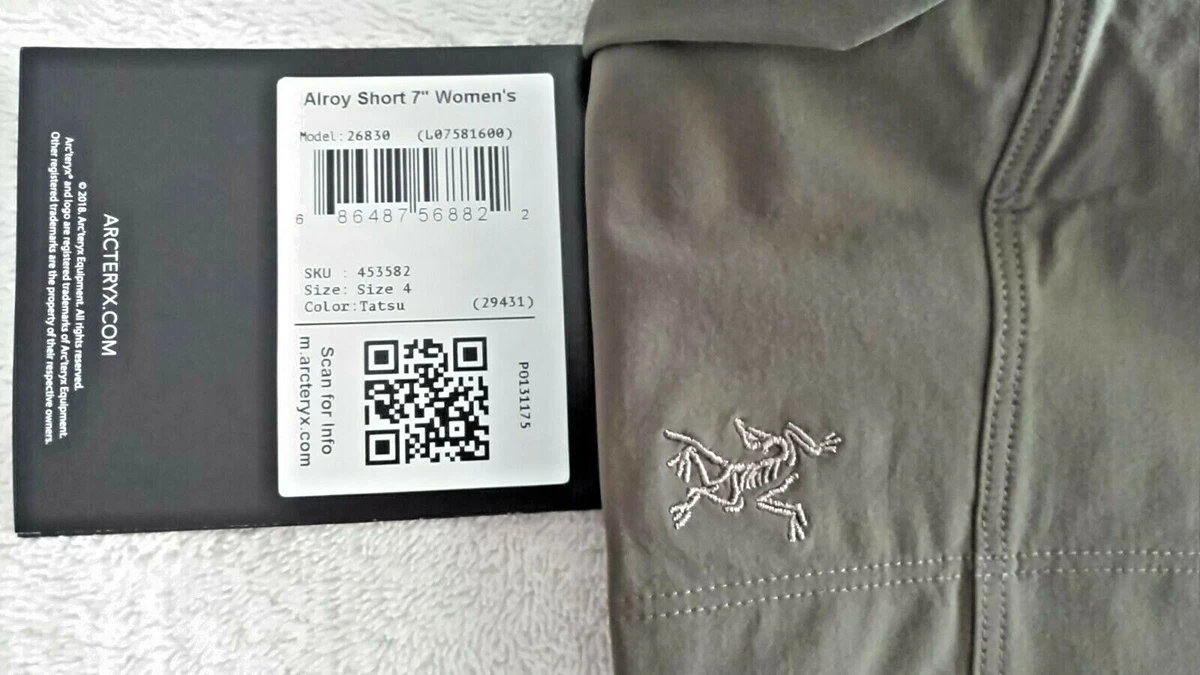 Alroy Short 7" Women's
Model:26830 (L07581600)
6 86487 56882 2
SKU : 453582
Size: Size 4
Color:Tatsu (29431)
Scan for Info
m.arcteryx.com
P0131175
ARCTERYX.COM
© 2018. Arc'teryx Equipment. All rights reserved.
Arc'teryx® and logo are registered trademarks of Arc'teryx Equipment.
Other registered trademarks are the property of their respective owners.